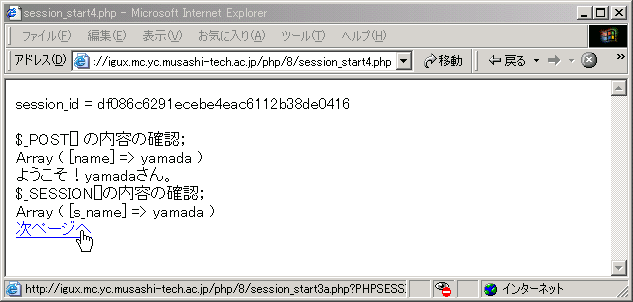 session_start4.php - Microsoft Internet Explorer
ファイル(F) 編集(E) 表示(V) お気に入り(A) ツール(T) ヘルプ(H)
アドレス(D) ://igux.mc.yc.musashi-tech.ac.jp/php/8/session_start4.php 移動 戻る »
session_id = df086c6291ecebe4eac6112b38de0416
$_POST[] の内容の確認;
Array ( [name] => yamada )
ようこそ!yamadaさん。
$_SESSION[]の内容の確認;
Array ( [s_name] => yamada )
次ページへ
http://igux.mc.yc.musashi-tech.ac.jp/php/8/session_start3a.php?PHPSESS インターネット